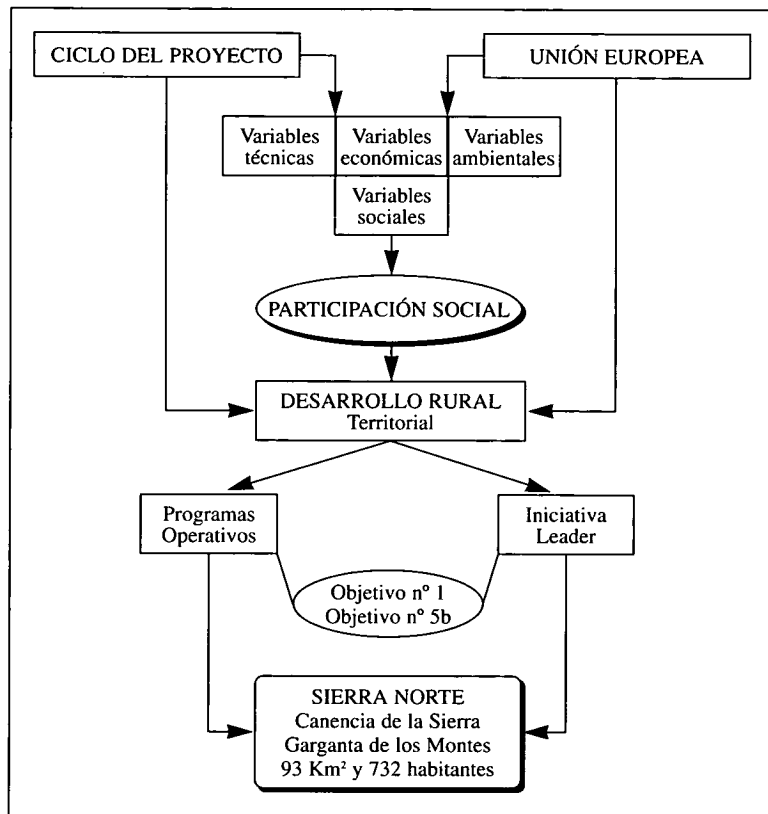 CICLO DEL PROYECTO
UNIÓN EUROPEA
Variables
técnicas
Variables
económicas
Variables
ambientales
Variables
sociales
PARTICIPACIÓN SOCIAL
DESARROLLO RURAL
Territorial
Programas
Operativos
Iniciativa
Leader
Objetivo nº 1
Objetivo nº 5b
SIERRA NORTE
Canencia de la Sierra
Garganta de los Montes
93 Km² y 732 habitantes